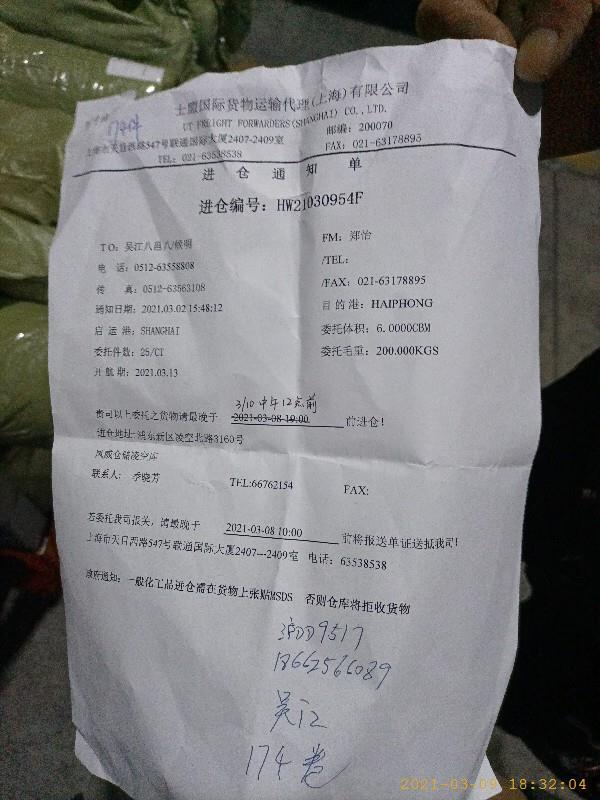 174件
士盟国际货物运输代理(上海)有限公司
UT FREIGHT FORWARDERS(SHANGHAI) CO.,LTD.
上海市天目西路547号联通国际大厦2407-2409室 邮编: 200070
TEL: 021-63538538 FAX: 021-63178895
进 仓 通 知 单
进仓编号: HW21030954F
TO: 吴江八邑八/候明 FM: 郑怡
电 话: 0512-63558808 /TEL:
传 真: 0512-63563108 /FAX: 021-63178895
通知日期: 2021.03.02 15:48:12 目 的 港: HAIPHONG
启 运 港: SHANGHAI 委托体积: 6.0000CBM
委托件数: 25/CT 委托毛重: 200.000KGS
开 航 期: 2021.03.13
3/10 中午12点前
贵司以上委托之货物请最晚于 2021-03-08 10:00 前进仓!
进仓地址: 浦东新区凌空北路3160号
凤威仓储凌空库
联系人: 季晓芳 TEL:66762154 FAX:
若委托我司报关, 请最晚于 2021-03-08 10:00 前将报送单证送抵我司!
上海市天目西路547号联通国际大厦2407---2409室 电话: 63538538
政府通知: 一般化工品进仓需在货物上张贴MSDS 否则仓库将拒收货物
18662566089
吴江
174 卷
2021-03-09 18:32:04